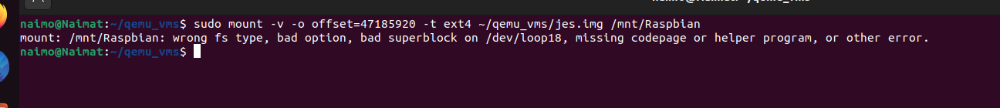 naimo@Naimat:~/qemu_vms$ sudo mount -v -o offset=47185920 -t ext4 ~/qemu_vms/jes.img /mnt/Raspbian
mount: /mnt/Raspbian: wrong fs type, bad option, bad superblock on /dev/loop18, missing codepage or helper program, or other error.
naimo@Naimat:~/qemu_vms$